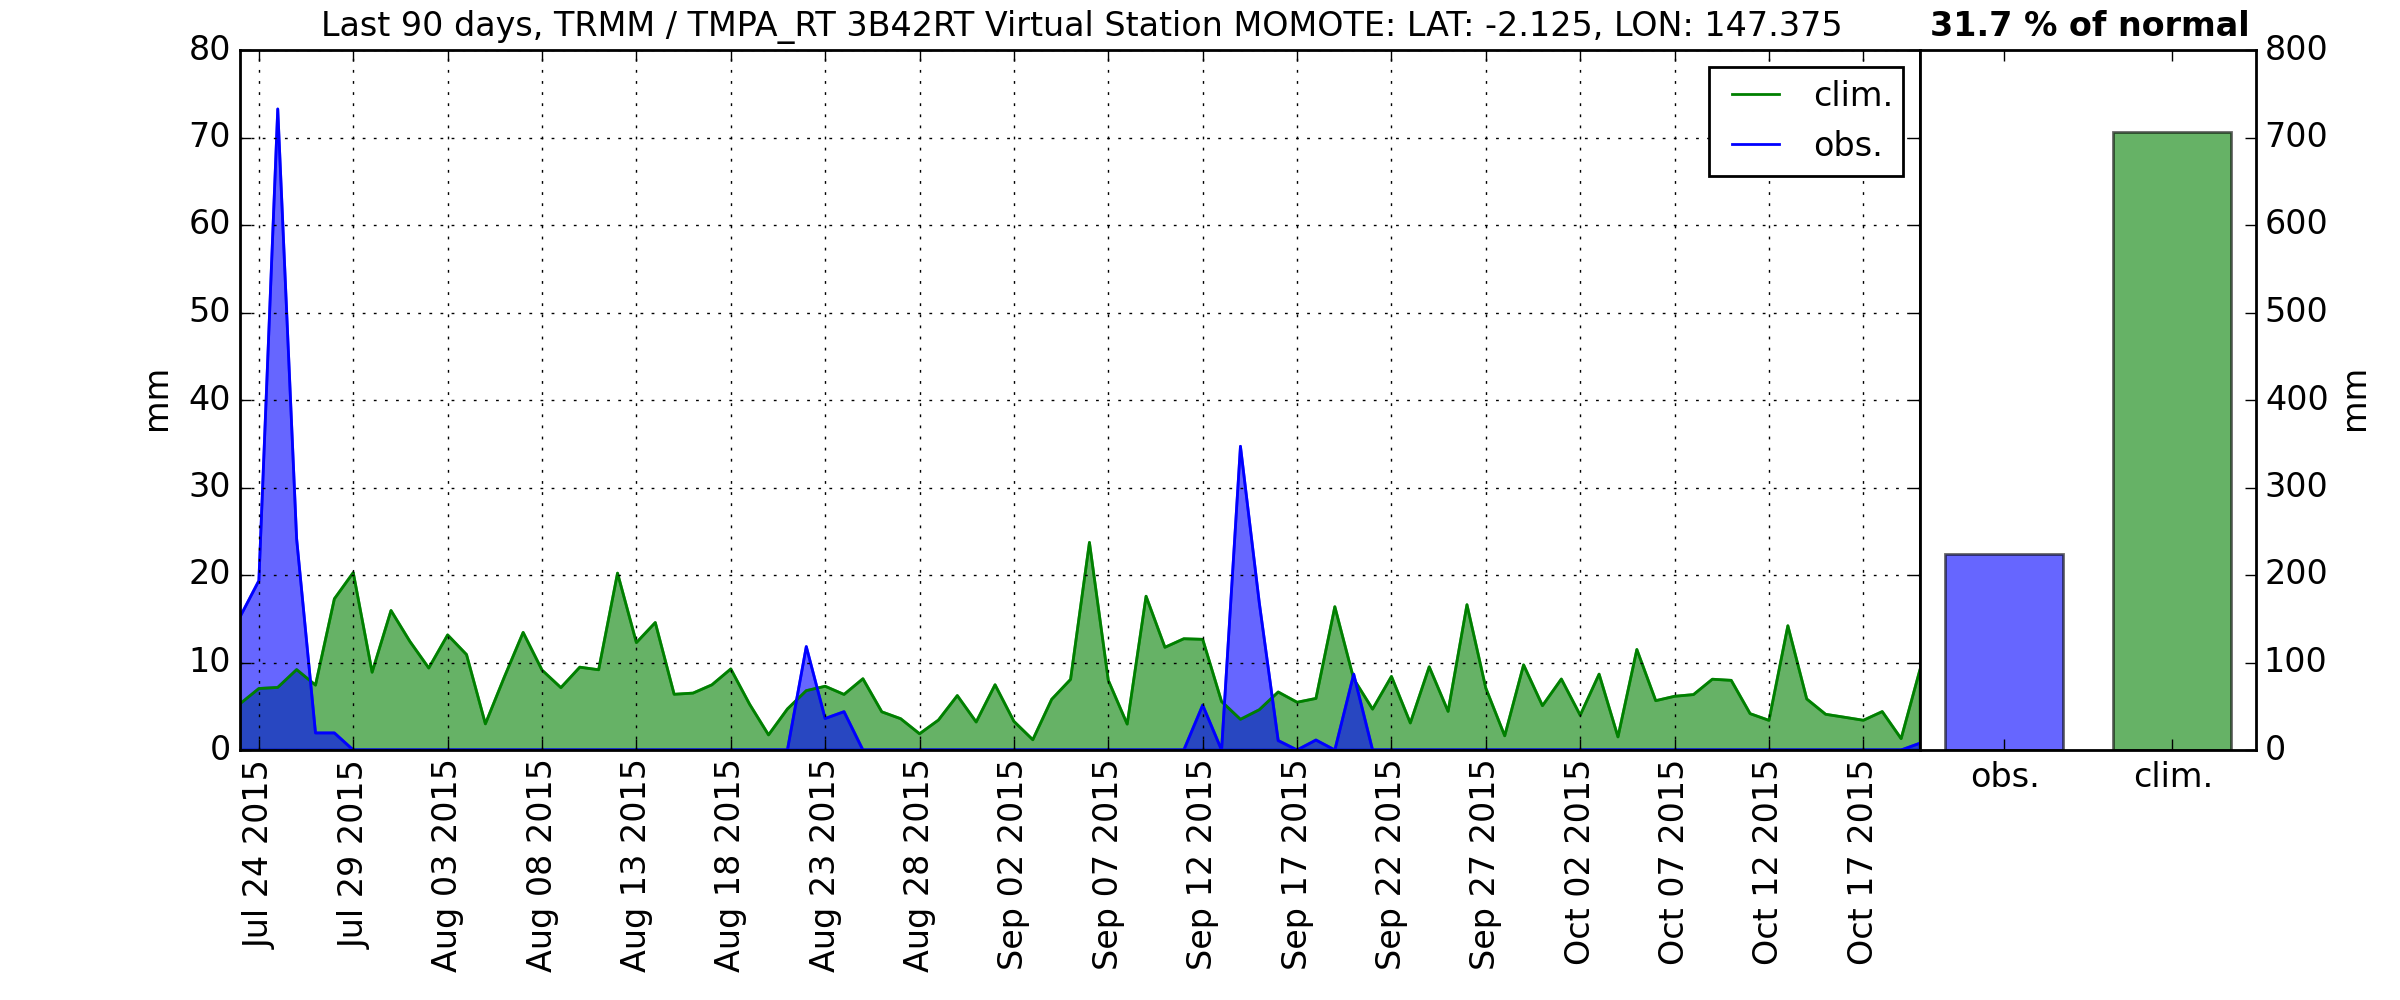 Last 90 days, TRMM / TMPA_RT 3B42RT Virtual Station MOMOTE: LAT: -2.125, LON: 147.375
31.7 % of normal
80
70
60
50
40
30
20
10
0
mm
clim.
obs.
Jul 24 2015
Jul 29 2015
Aug 03 2015
Aug 08 2015
Aug 13 2015
Aug 18 2015
Aug 23 2015
Aug 28 2015
Sep 02 2015
Sep 07 2015
Sep 12 2015
Sep 17 2015
Sep 22 2015
Sep 27 2015
Oct 02 2015
Oct 07 2015
Oct 12 2015
Oct 17 2015
obs.
clim.
800
700
600
500
400
300
200
100
0
mm